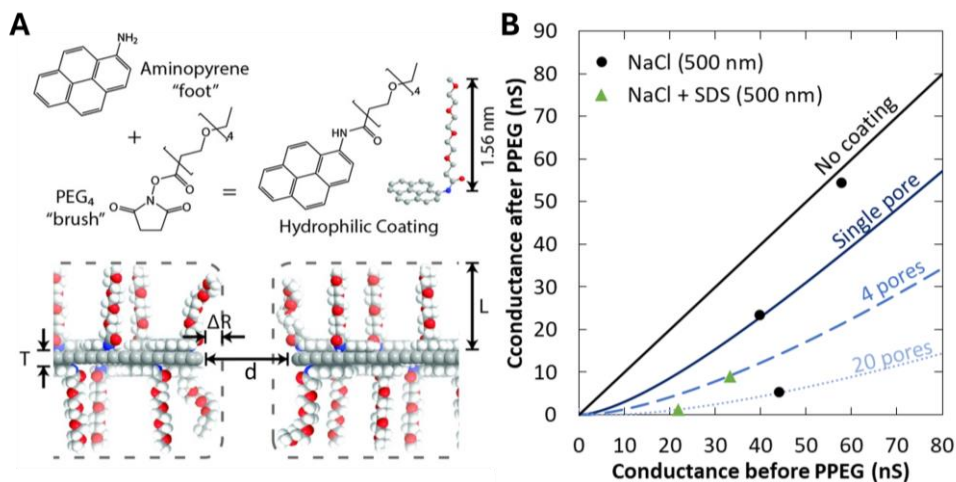 A
NH₂
Aminopyrene
"foot"
+
O
4
O
O
N
O
O
PEG₄
"brush"
=
O
4
HN
O
Hydrophilic Coating
1.56 nm
T
d
ΔR
L
B
NaCl (500 nm)
NaCl + SDS (500 nm)
No coating
Single pore
4 pores
20 pores
Cconductance after PPEG (nS)
90
80
70
60
50
40
30
20
10
0
0 10 20 30 40 50 60 70 80
Conductance before PPEG (nS)